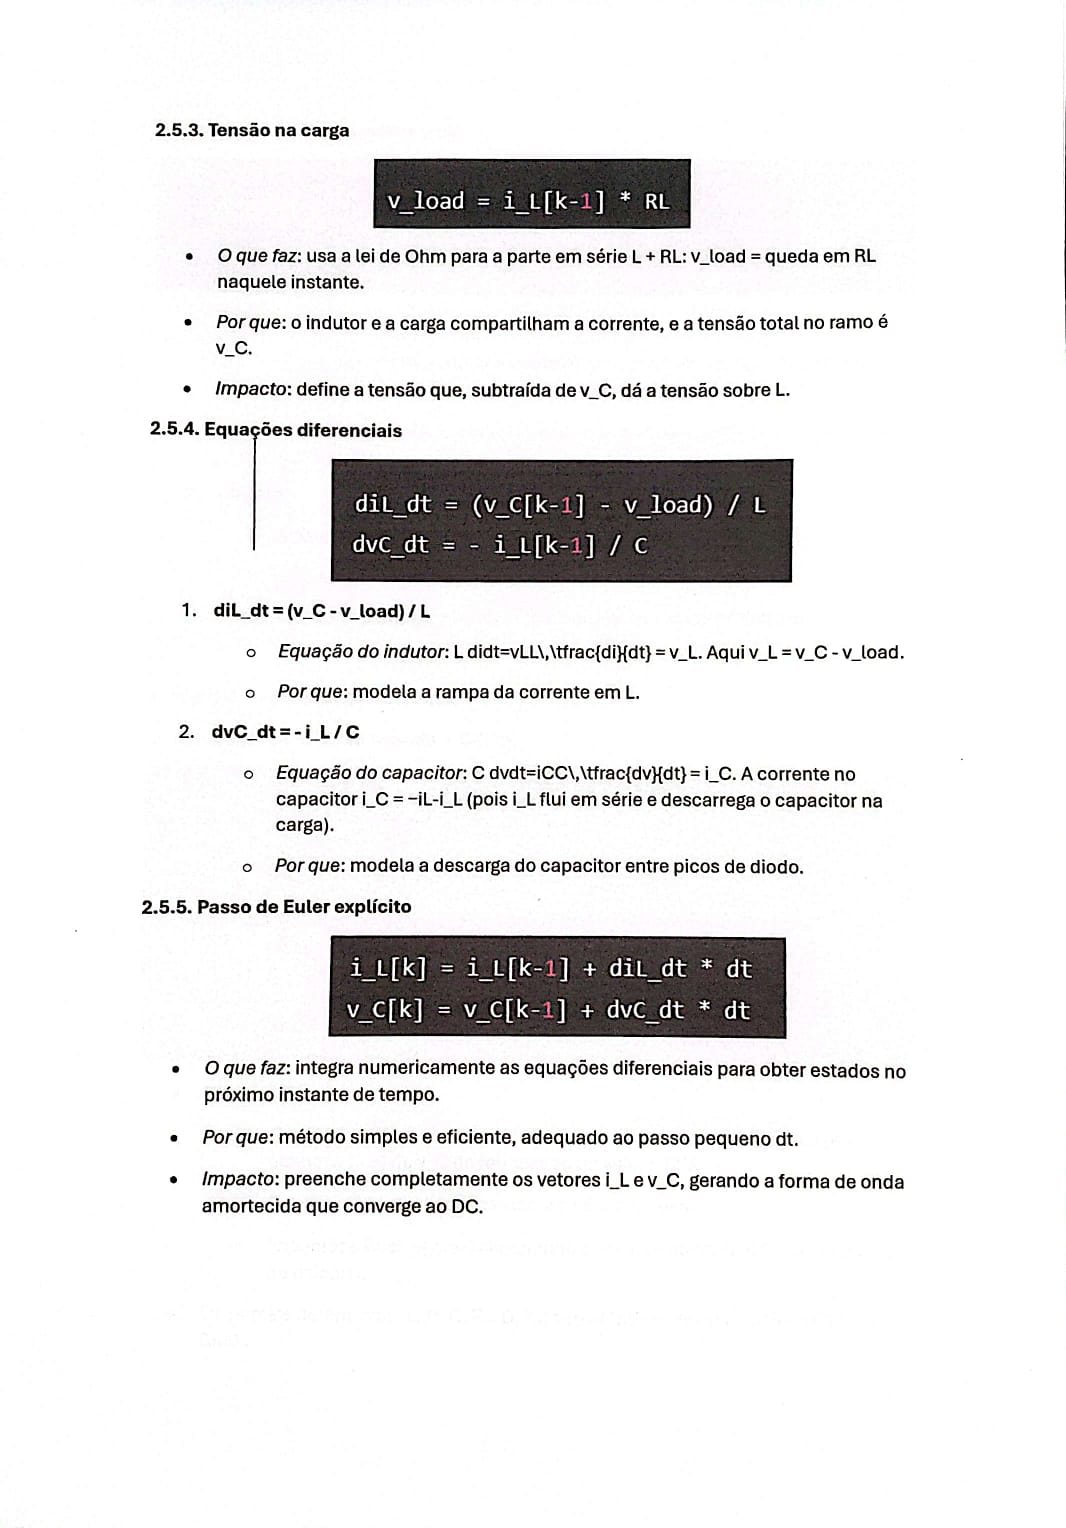 2.5.3. Tensão na carga
v_load = i_L[k-1] * RL
• O que faz: usa a lei de Ohm para a parte em série L + RL: v_load = queda em RL
naquele instante.
• Por que: o indutor e a carga compartilham a corrente, e a tensão total no ramo é
v_C.
• Impacto: define a tensão que, subtraída de v_C, dá a tensão sobre L.
2.5.4. Equações diferenciais
diL_dt = (v_C[k-1] - v_load) / L
dvC_dt = - i_L[k-1] / C
1. diL_dt = (v_C - v_load) / L
o Equação do indutor: L didt=vLL\,\tfrac{di}{dt} = v_L. Aqui v_L = v_C - v_load.
o Por que: modela a rampa da corrente em L.
2. dvC_dt = - i_L / C
o Equação do capacitor: C dvdt=iCC\,\tfrac{dv}{dt} = i_C. A corrente no
capacitor i_C = −iL-i_L (pois i_L flui em série e descarrega o capacitor na
carga).
o Por que: modela a descarga do capacitor entre picos de diodo.
2.5.5. Passo de Euler explícito
i_L[k] = i_L[k-1] + diL_dt * dt
v_C[k] = v_C[k-1] + dvC_dt * dt
• O que faz: integra numericamente as equações diferenciais para obter estados no
próximo instante de tempo.
• Por que: método simples e eficiente, adequado ao passo pequeno dt.
• Impacto: preenche completamente os vetores i_L e v_C, gerando a forma de onda
amortecida que converge ao DC.